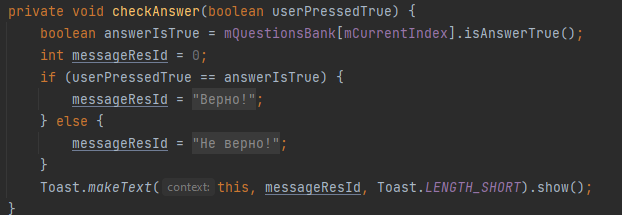 private void checkAnswer(boolean userPressedTrue) {
    boolean answerIsTrue = mQuestionsBank[mCurrentIndex].isAnswerTrue();
    int messageResId = 0;
    if (userPressedTrue == answerIsTrue) {
        messageResId = "Верно!";
    } else {
        messageResId = "Не верно!";
    }
    Toast.makeText( context: this, messageResId, Toast.LENGTH_SHORT).show();
}